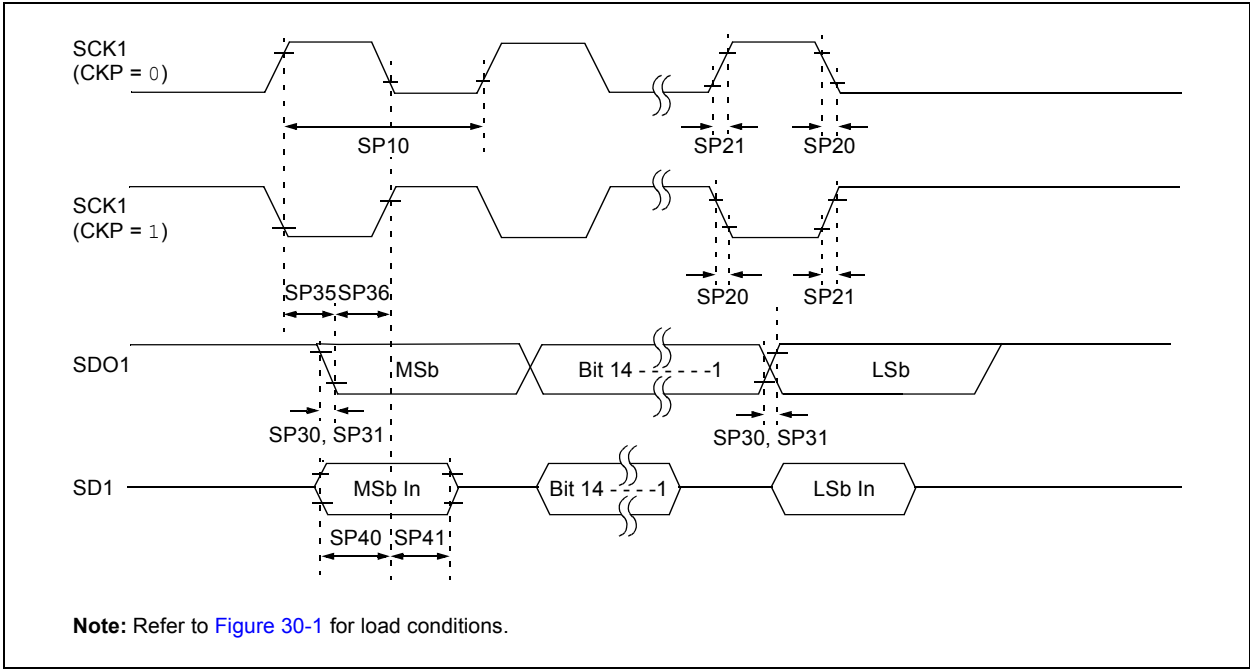 SCK1
(CKP = 0)
SP10
SP21
SP20
SCK1
(CKP = 1)
SP35 SP36
SP20
SP21
SDO1
MSb
Bit 14 - - - - - -1
LSb
SP30, SP31
SP30, SP31
SD1
MSb In
Bit 14 - - - -1
LSb In
SP40
SP41
Note: Refer to Figure 30-1 for load conditions.